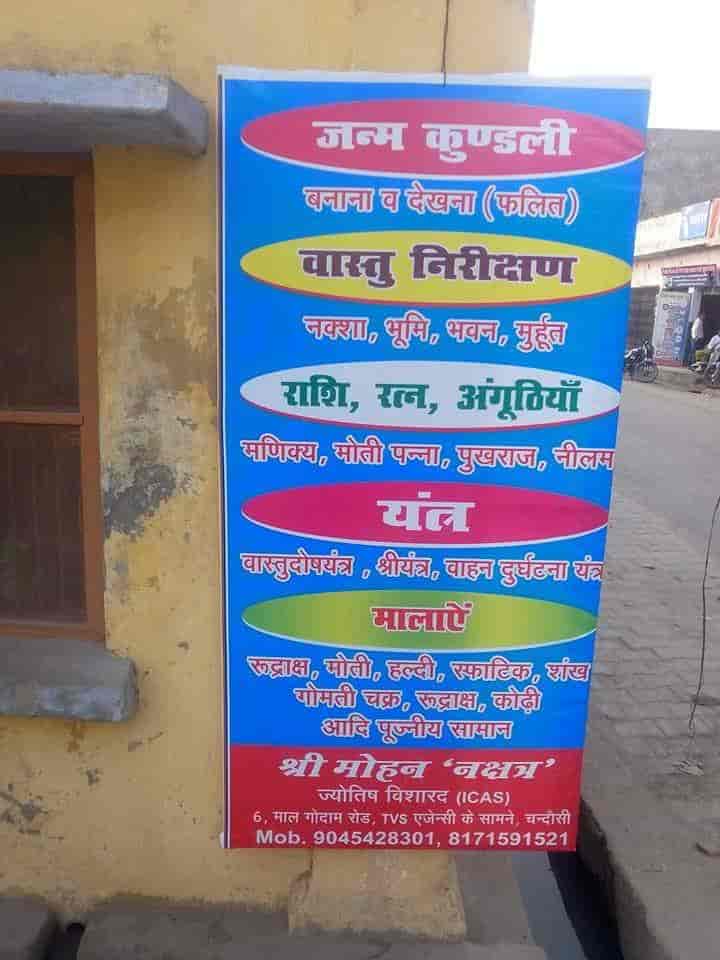 जन्म कुण्डली
बनाना व देखना (फलित)
वास्तु निरीक्षण
नक्शा, भूमि, भवन, मुर्हूत
राशि, रत्न, अंगूठियाँ
मणिक्य, मोती पन्ना, पुखराज, नीलम
यंत्र
वास्तुदोषयंत्र , श्रीयंत्र, वाहन दुर्घटना यंत्र
मालाऐं
रूद्राक्ष, मोती, हल्दी, स्फाटिक, शंख
गोमती चक्र, रूद्राक्ष, कोढ़ी
आदि पूज्नीय सामान
श्री मोहन ‘नक्षत्र’
ज्योतिष विशारद (ICAS)
6, माल गोदाम रोड, TVS एजेन्सी के सामने, चन्दौसी
Mob. 9045428301, 8171591521